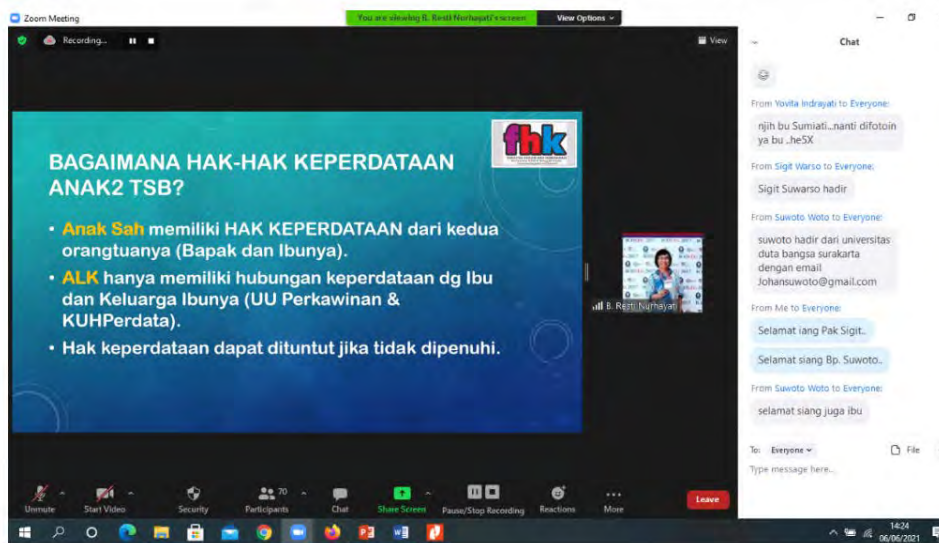 Zoom Meeting
You are viewing B. Resti Nurhayati's screen
View Options
Recording...
View
fhk
BAGAIMANA HAK-HAK KEPERDATAAN
ANAK2 TSB?
• Anak Sah memiliki HAK KEPERDATAAN dari kedua
orangtuanya (Bapak dan Ibunya).
• ALK hanya memiliki hubungan keperdataan dg Ibu
dan Keluarga Ibunya (UU Perkawinan &
KUHPerdata).
• Hak keperdataan dapat dituntut jika tidak dipenuhi.
B. Resti Nurhayati
Chat
From Yovita Indrayati to Everyone:
njih bu Sumiati...nanti difotoin
ya bu ..he5X
From Sigit Warso to Everyone:
Sigit Suwarso hadir
From Suwoto Woto to Everyone:
suwoto hadir dari universitas
duta bangsa surakarta
dengan email
Johansuwoto@gmail.com
From Me to Everyone:
Selamat iang Pak Sigit..
Selamat siang Bp. Suwoto..
From Suwoto Woto to Everyone:
selamat siang juga ibu
To: Everyone
File
Type message here...
Unmute
Start Video
Security
Participants
70
Chat
Share Screen
Pause/Stop Recording
Reactions
More
Leave
14:24
06/06/2021